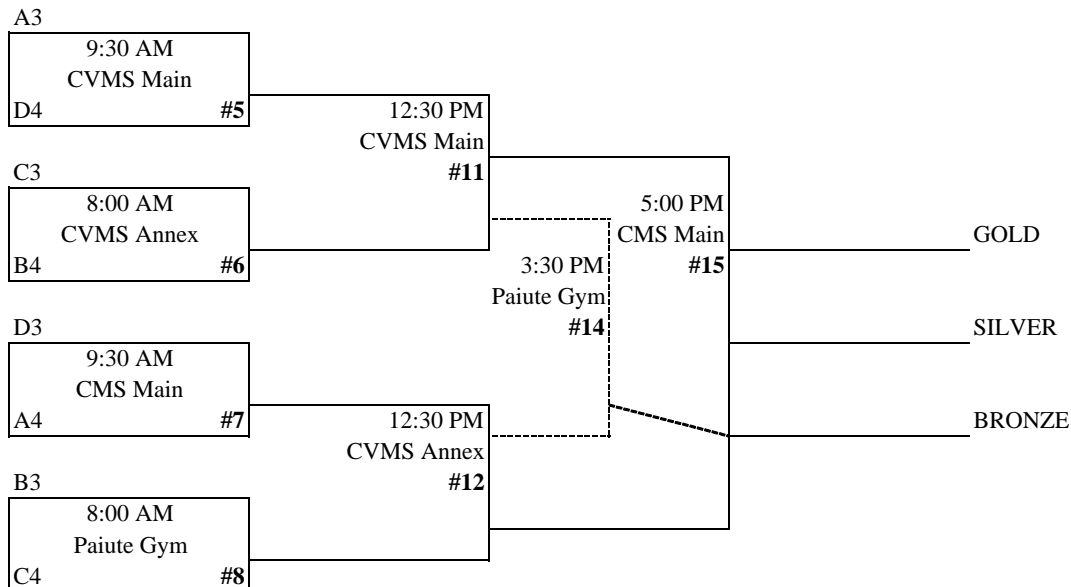 A3
9:30 AM
CVMS Main
D4 #5
12:30 PM
CVMS Main
#11
C3
8:00 AM
CVMS Annex
B4 #6
5:00 PM
CMS Main
#15
GOLD
3:30 PM
Paiute Gym
#14
SILVER
D3
9:30 AM
CMS Main
A4 #7
12:30 PM
CVMS Annex
#12
BRONZE
B3
8:00 AM
Paiute Gym
C4 #8